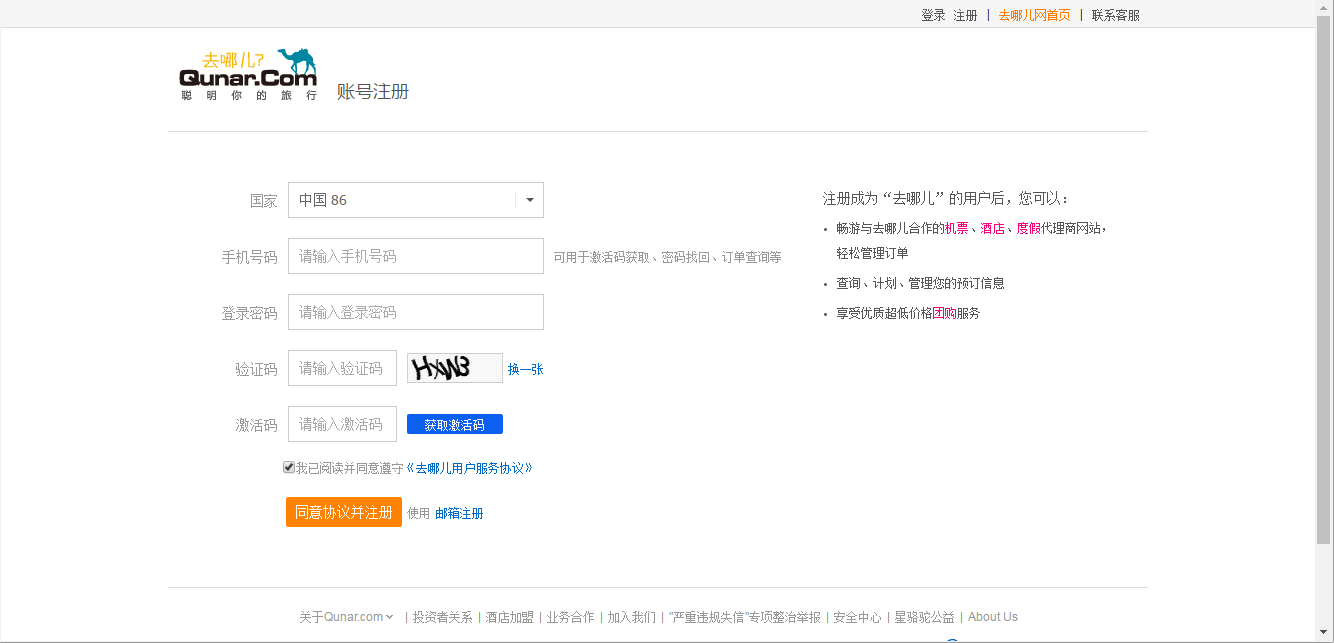 登录 注册 | 去哪儿网首页 | 联系客服
去哪儿?
Qunar.Com
聪明你的旅行
账号注册
国家 中国 86
手机号码 请输入手机号码 可用于激活码获取、密码找回、订单查询等
登录密码 请输入登录密码
验证码 请输入验证码 HXW3 换一张
激活码 请输入激活码 获取激活码
我已阅读并同意遵守《去哪儿用户服务协议》
同意协议并注册 使用 邮箱注册
注册成为“去哪儿”的用户后，您可以：
• 畅游与去哪儿合作的机票、酒店、度假代理商网站，
轻松管理订单
• 查询、计划、管理您的预订信息
• 享受优质超低价格团购服务
关于Qunar.com | 投资者关系 | 酒店加盟 | 业务合作 | 加入我们 | "严重违规失信"专项整治举报 | 安全中心 | 星骆驼公益 | About Us